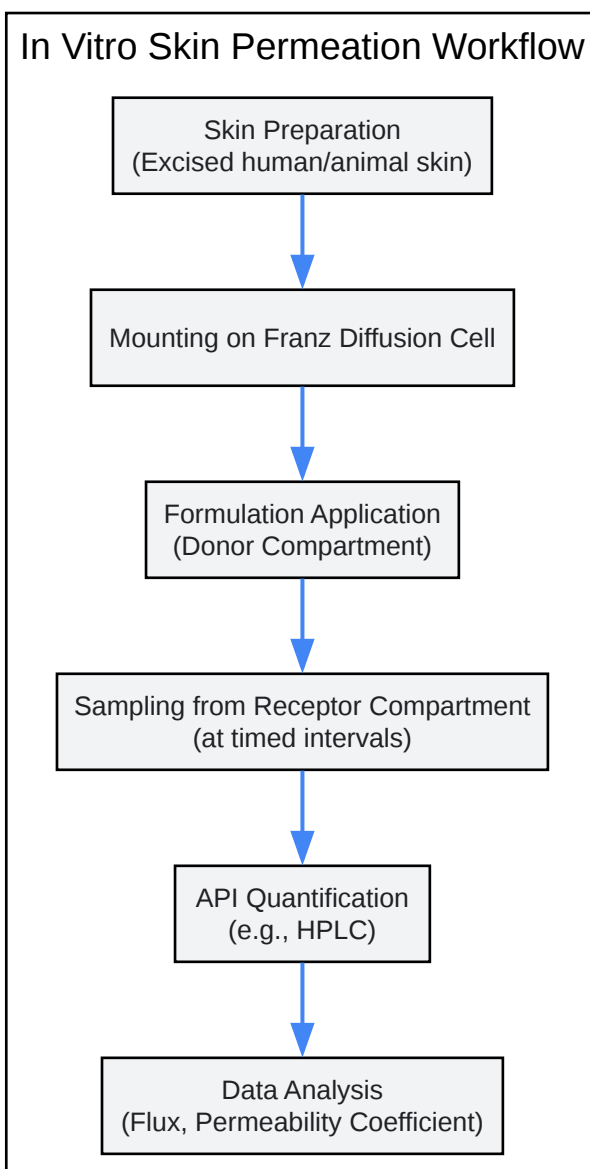 In Vitro Skin Permeation Workflow
Skin Preparation
(Excised human/animal skin)
Mounting on Franz Diffusion Cell
Formulation Application
(Donor Compartment)
Sampling from Receptor Compartment
(at timed intervals)
API Quantification
(e.g., HPLC)
Data Analysis
(Flux, Permeability Coefficient)